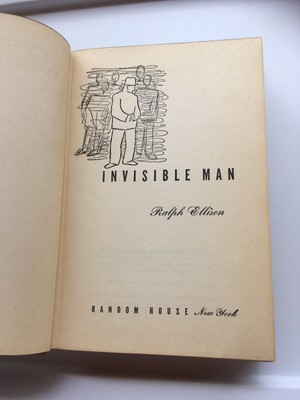 INVISIBLE MAN
Ralph Ellison
RANDOM HOUSE New York